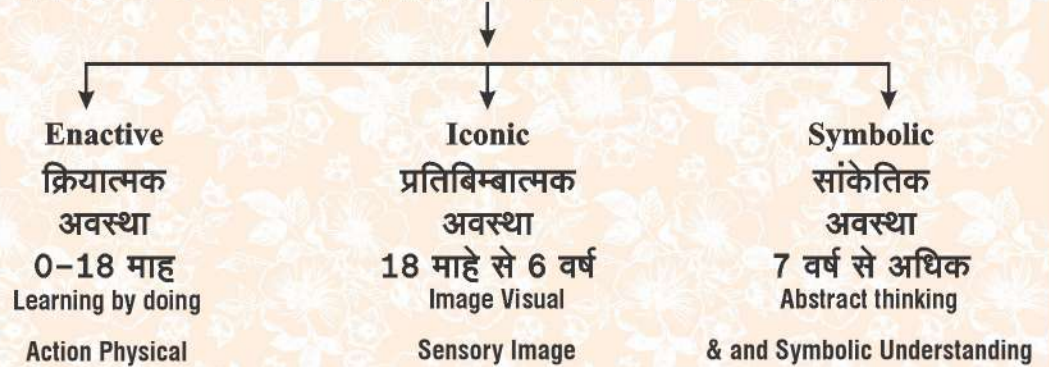 Enactive
क्रियात्मक
अवस्था
0-18 माह
Learning by doing
Action Physical
Iconic
प्रतिबिम्बात्मक
अवस्था
18 माहे से 6 वर्ष
Image Visual
Sensory Image
Symbolic
सांकेतिक
अवस्था
7 वर्ष से अधिक
Abstract thinking
& and Symbolic Understanding